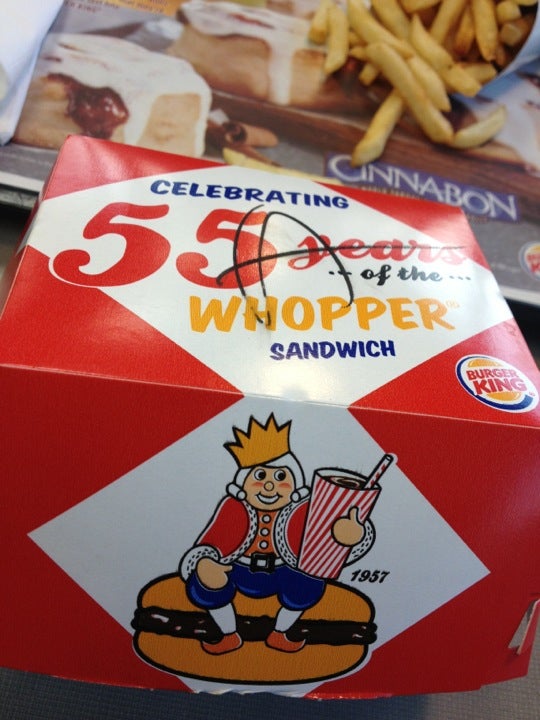 CINNABON
CELEBRATING
55 years
... of the ...
WHOPPER®
SANDWICH
BURGER
KING
1957